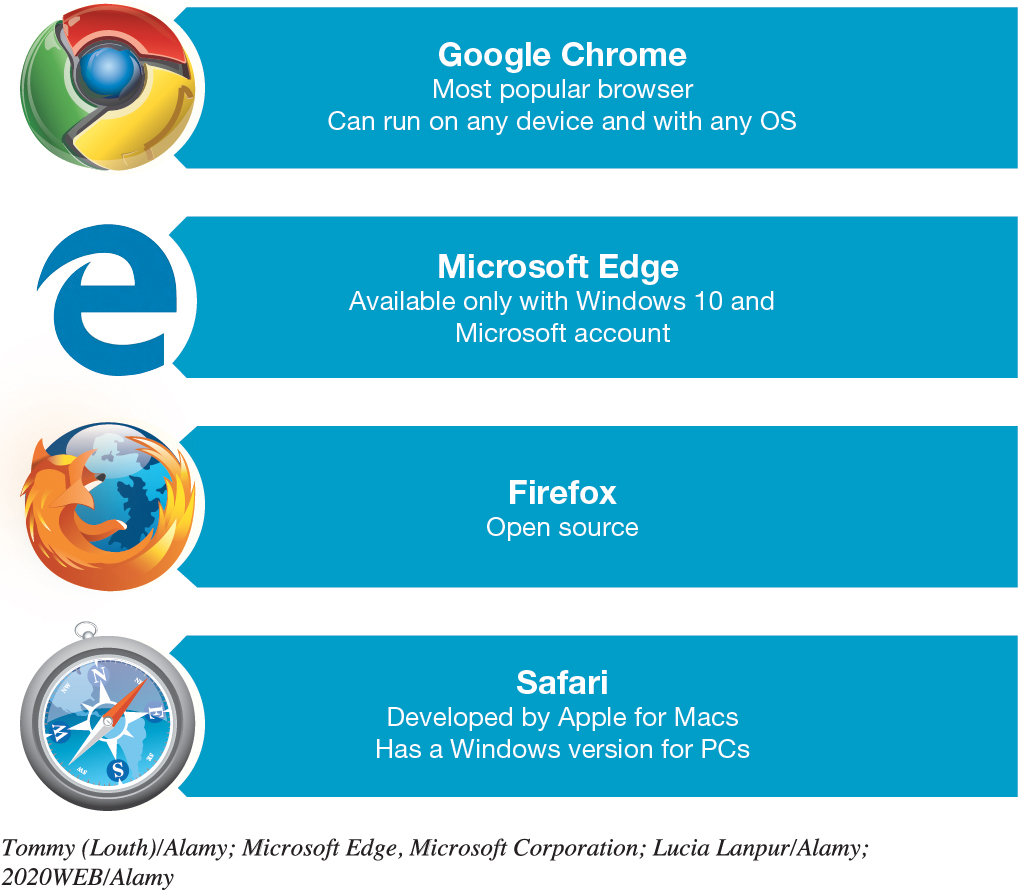 Google Chrome
Most popular browser
Can run on any device and with any OS
Microsoft Edge
Available only with Windows 10 and
Microsoft account
Firefox
Open source
Safari
Developed by Apple for Macs
Has a Windows version for PCs
N
E
S
W
NW
SW
Tommy (Louth)/Alamy; Microsoft Edge, Microsoft Corporation; Lucia Lanpur/Alamy;
2020WEB/Alamy